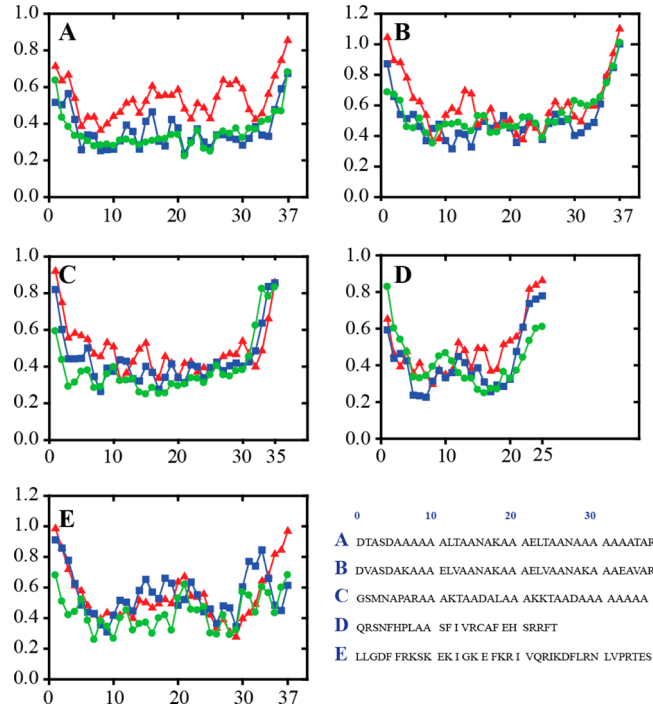 A
1.0
0.8
0.6
0.4
0.2
0.0
0 10 20 30 37
B
1.2
1.0
0.8
0.6
0.4
0.2
0.0
0 10 20 30 37
C
1.0
0.8
0.6
0.4
0.2
0.0
0 10 20 30 35
D
1.0
0.8
0.6
0.4
0.2
0.0
0 10 20 25
E
1.2
1.0
0.8
0.6
0.4
0.2
0.0
0 10 20 30 37
0 10 20 30
A DTASDAAAAA ALTAANAKAA AELTAANAAA AAAATAR
B DVASDAKAAA ELVAANAKAA AELVAANAKA AAEAVAR
C GSMNAPARAA AKTAADALAA AKKTAADAAA AAAAA
D QRSNFHPLAA SF I VRCAF EH SPRFT
E LLGDF FRKSK EK I GK E FKR I VQRIKDFLRN LVPRTES